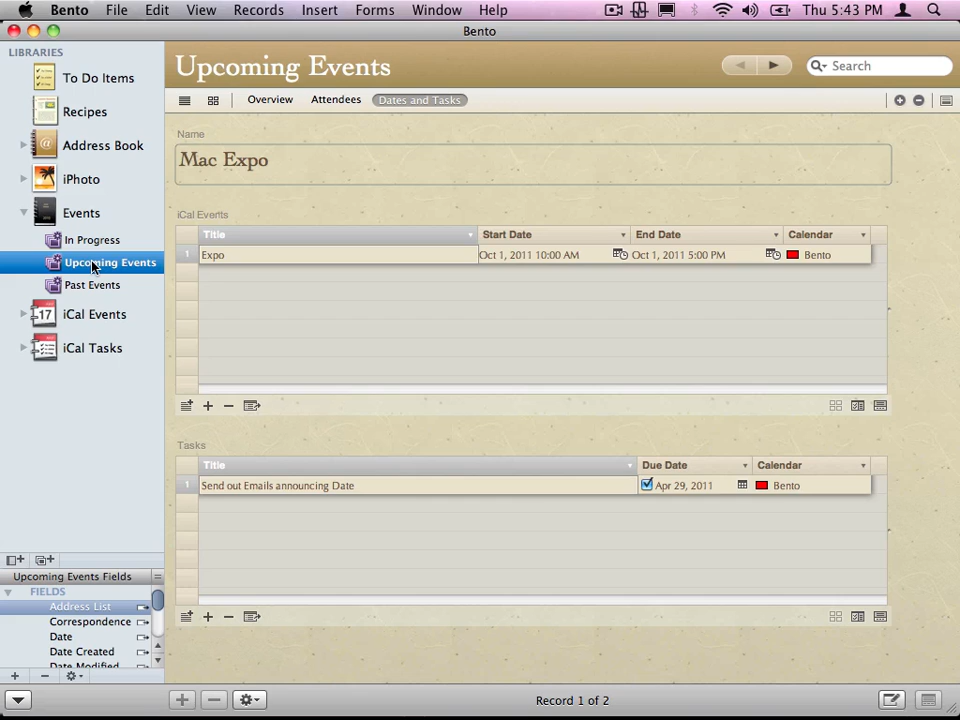 Bento File Edit View Records Insert Forms Window Help Thu 5:43 PM
Bento
LIBRARIES
To Do Items
Recipes
Address Book
iPhoto
Events
In Progress
Upcoming Events
Past Events
17 iCal Events
iCal Tasks
Upcoming Events Fields
FIELDS
Address List
Correspondence
Date
Date Created
Date Modified
Upcoming Events
Search
Overview Attendees Dates and Tasks
Name
Mac Expo
iCal Events
Title Start Date End Date Calendar
1 Expo Oct 1, 2011 10:00 AM Oct 1, 2011 5:00 PM Bento
Tasks
Title Due Date Calendar
1 Send out Emails announcing Date Apr 29, 2011 Bento
Record 1 of 2